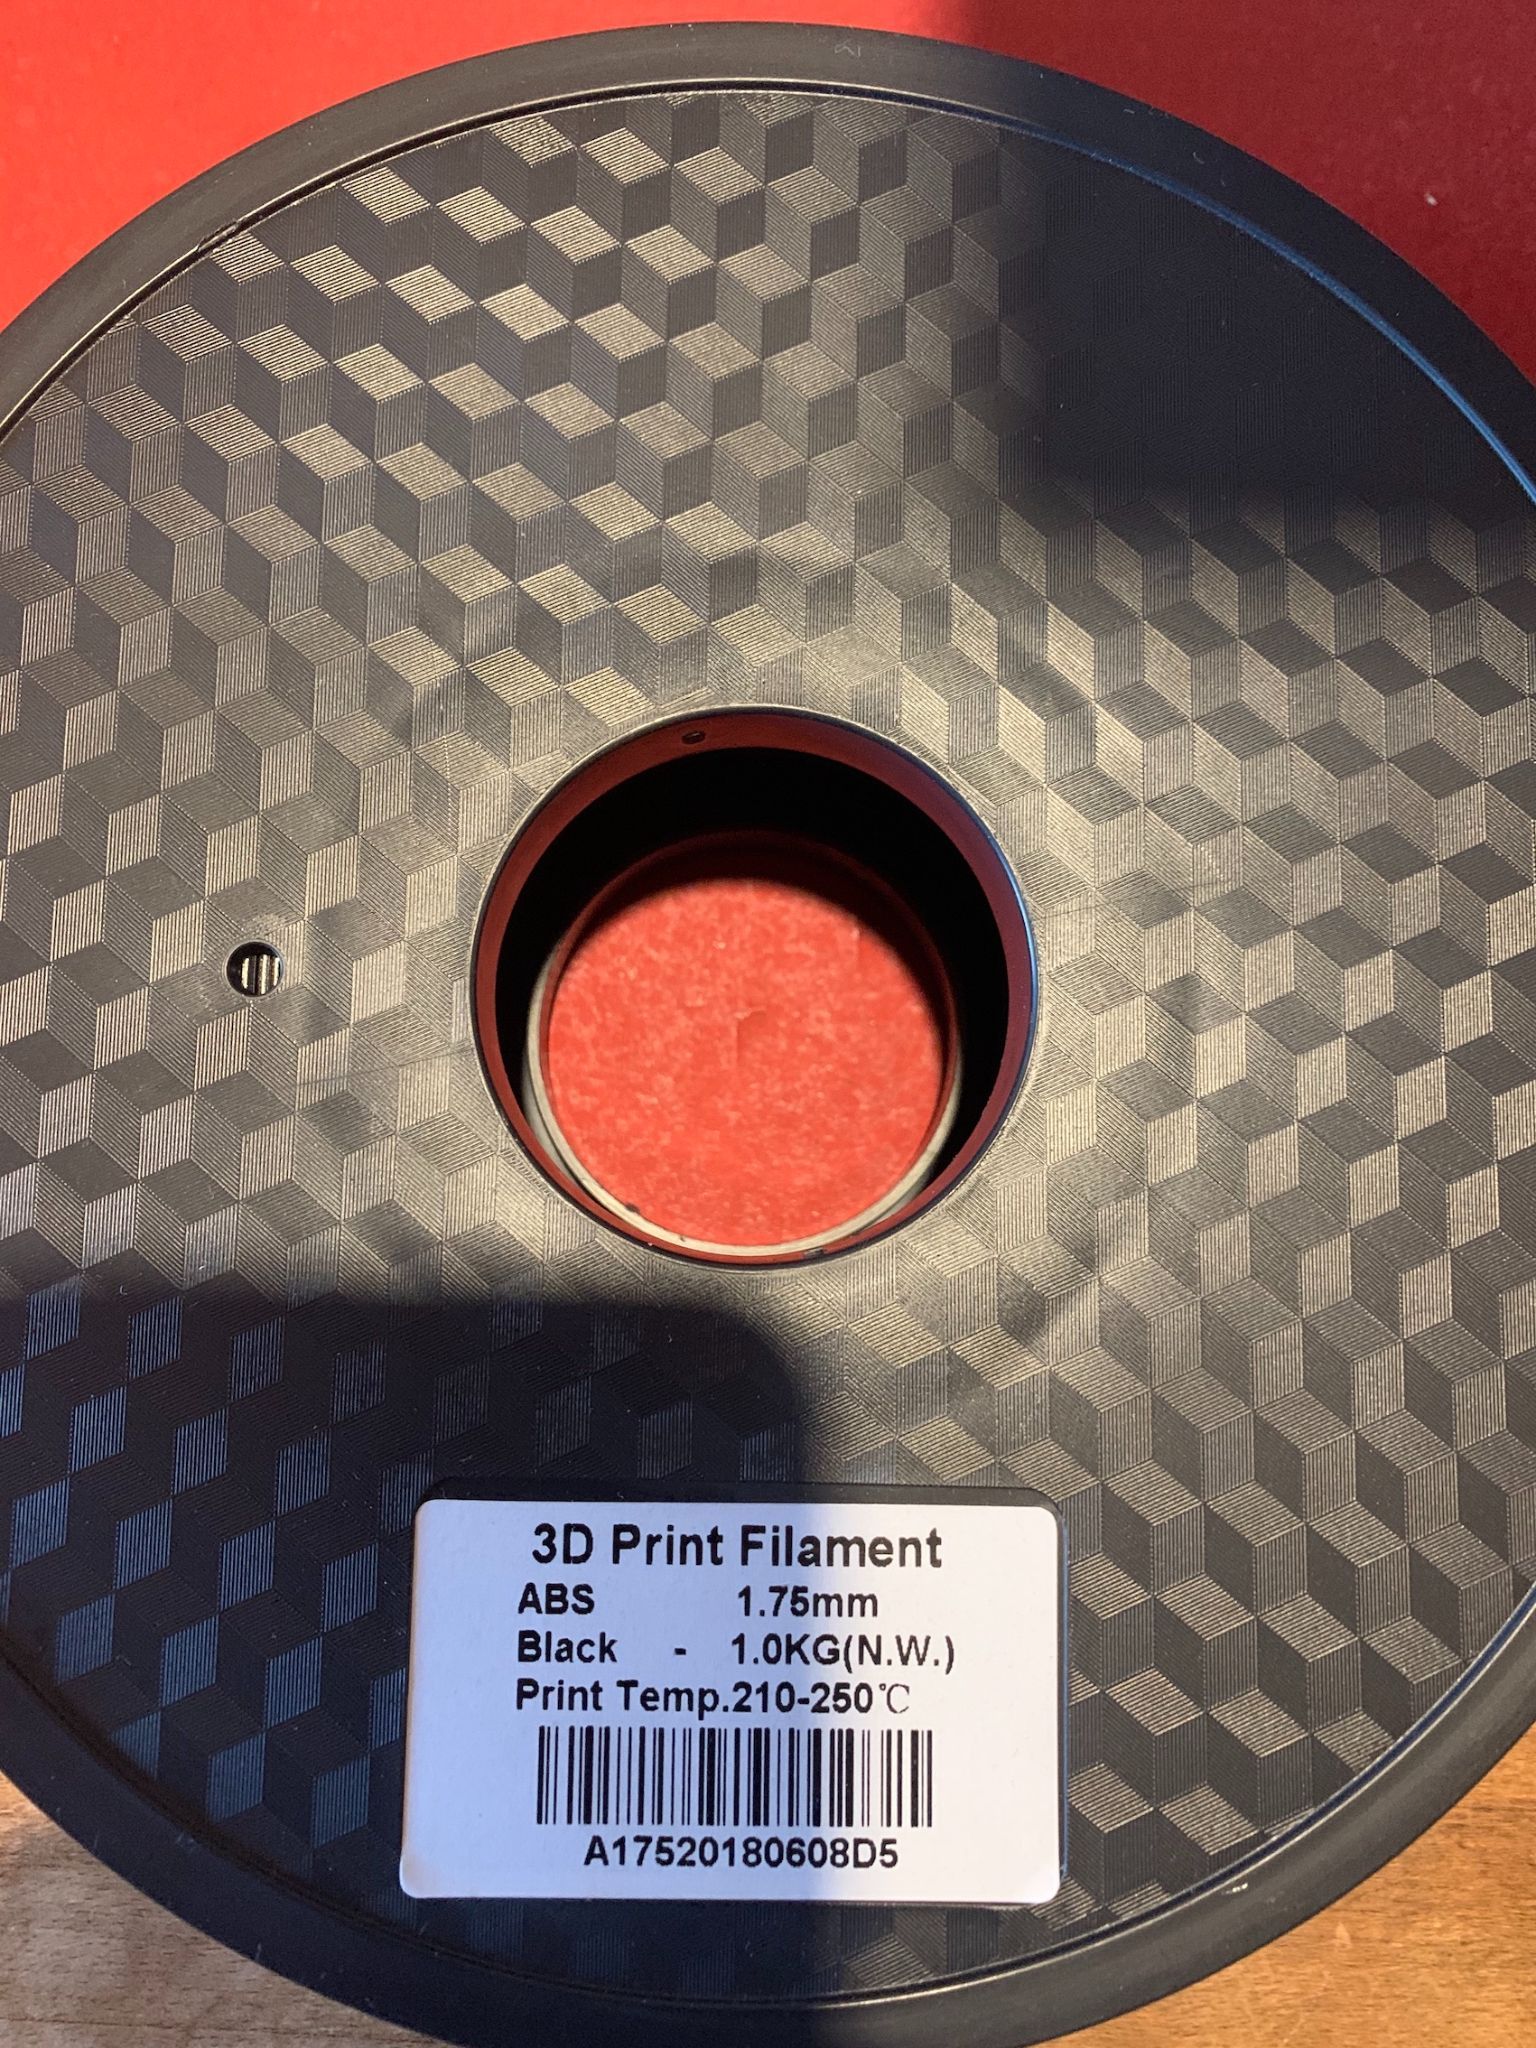 3D Print Filament
ABS 1.75mm
Black - 1.0KG(N.W.)
Print Temp.210-250℃
A17520180608D5